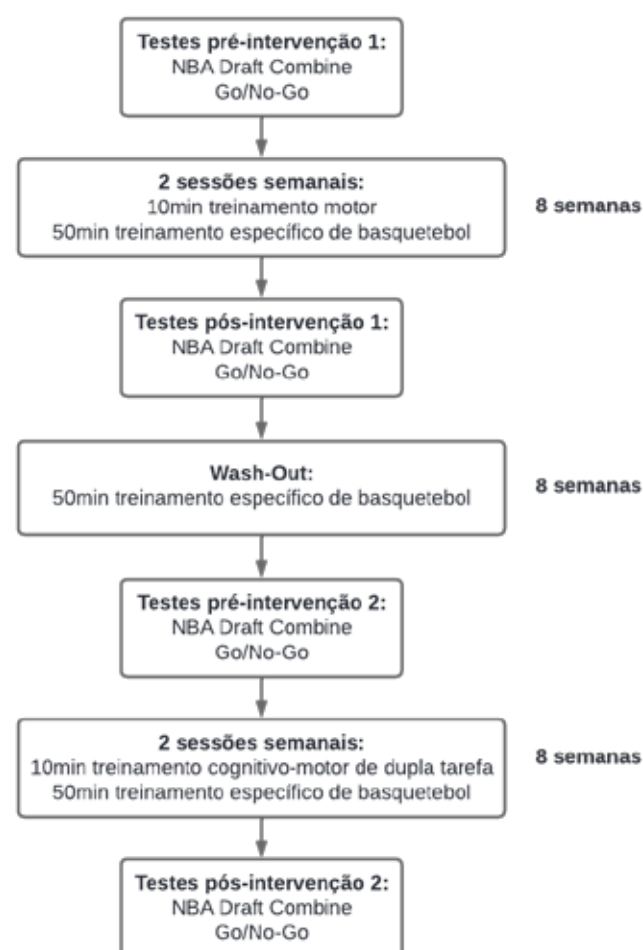 Testes pré-intervenção 1:
NBA Draft Combine
Go/No-Go
2 sessões semanais:
10min treinamento motor
50min treinamento específico de basquetebol
8 semanas
Testes pós-intervenção 1:
NBA Draft Combine
Go/No-Go
Wash-Out:
50min treinamento específico de basquetebol
8 semanas
Testes pré-intervenção 2:
NBA Draft Combine
Go/No-Go
2 sessões semanais:
10min treinamento cognitivo-motor de dupla tarefa
50min treinamento específico de basquetebol
8 semanas
Testes pós-intervenção 2:
NBA Draft Combine
Go/No-Go